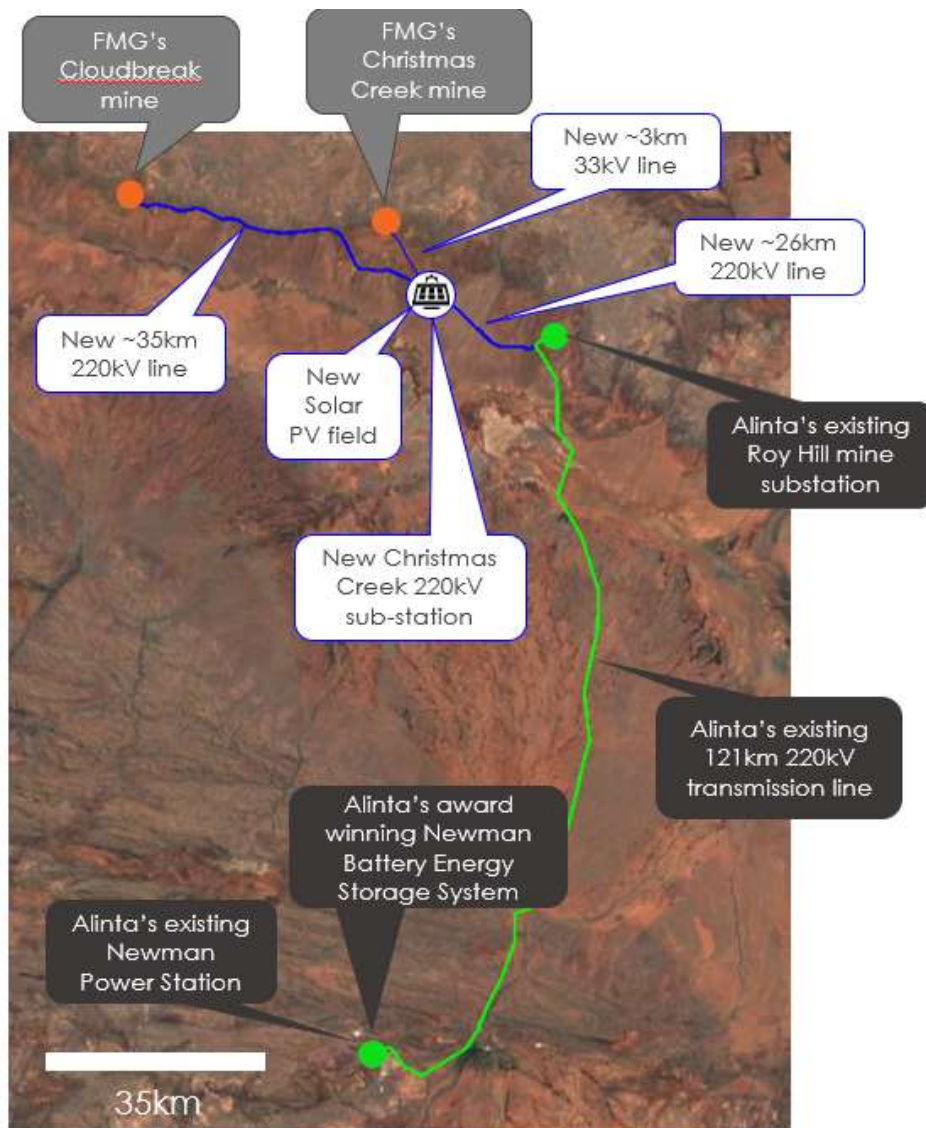 FMG's
Cloudbreak
mine
FMG's
Christmas
Creek mine
New ~3km
33kV line
New ~26km
220kV line
New ~35km
220kV line
New
Solar
PV field
Alinta's existing
Roy Hill mine
substation
New Christmas
Creek 220kV
sub-station
Alinta's existing
121km 220kV
transmission line
Alinta's award
winning Newman
Battery Energy
Storage System
Alinta's existing
Newman
Power Station
35km